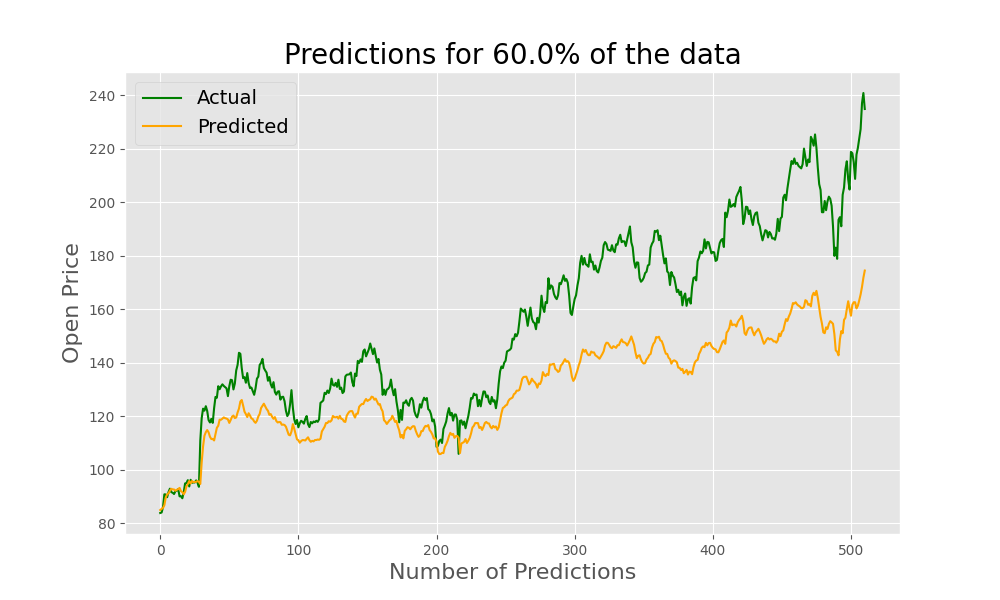 Predictions for 60.0% of the data
Actual
Predicted
240
220
200
180
160
140
120
100
80
Open Price
0 100 200 300 400 500
Number of Predictions